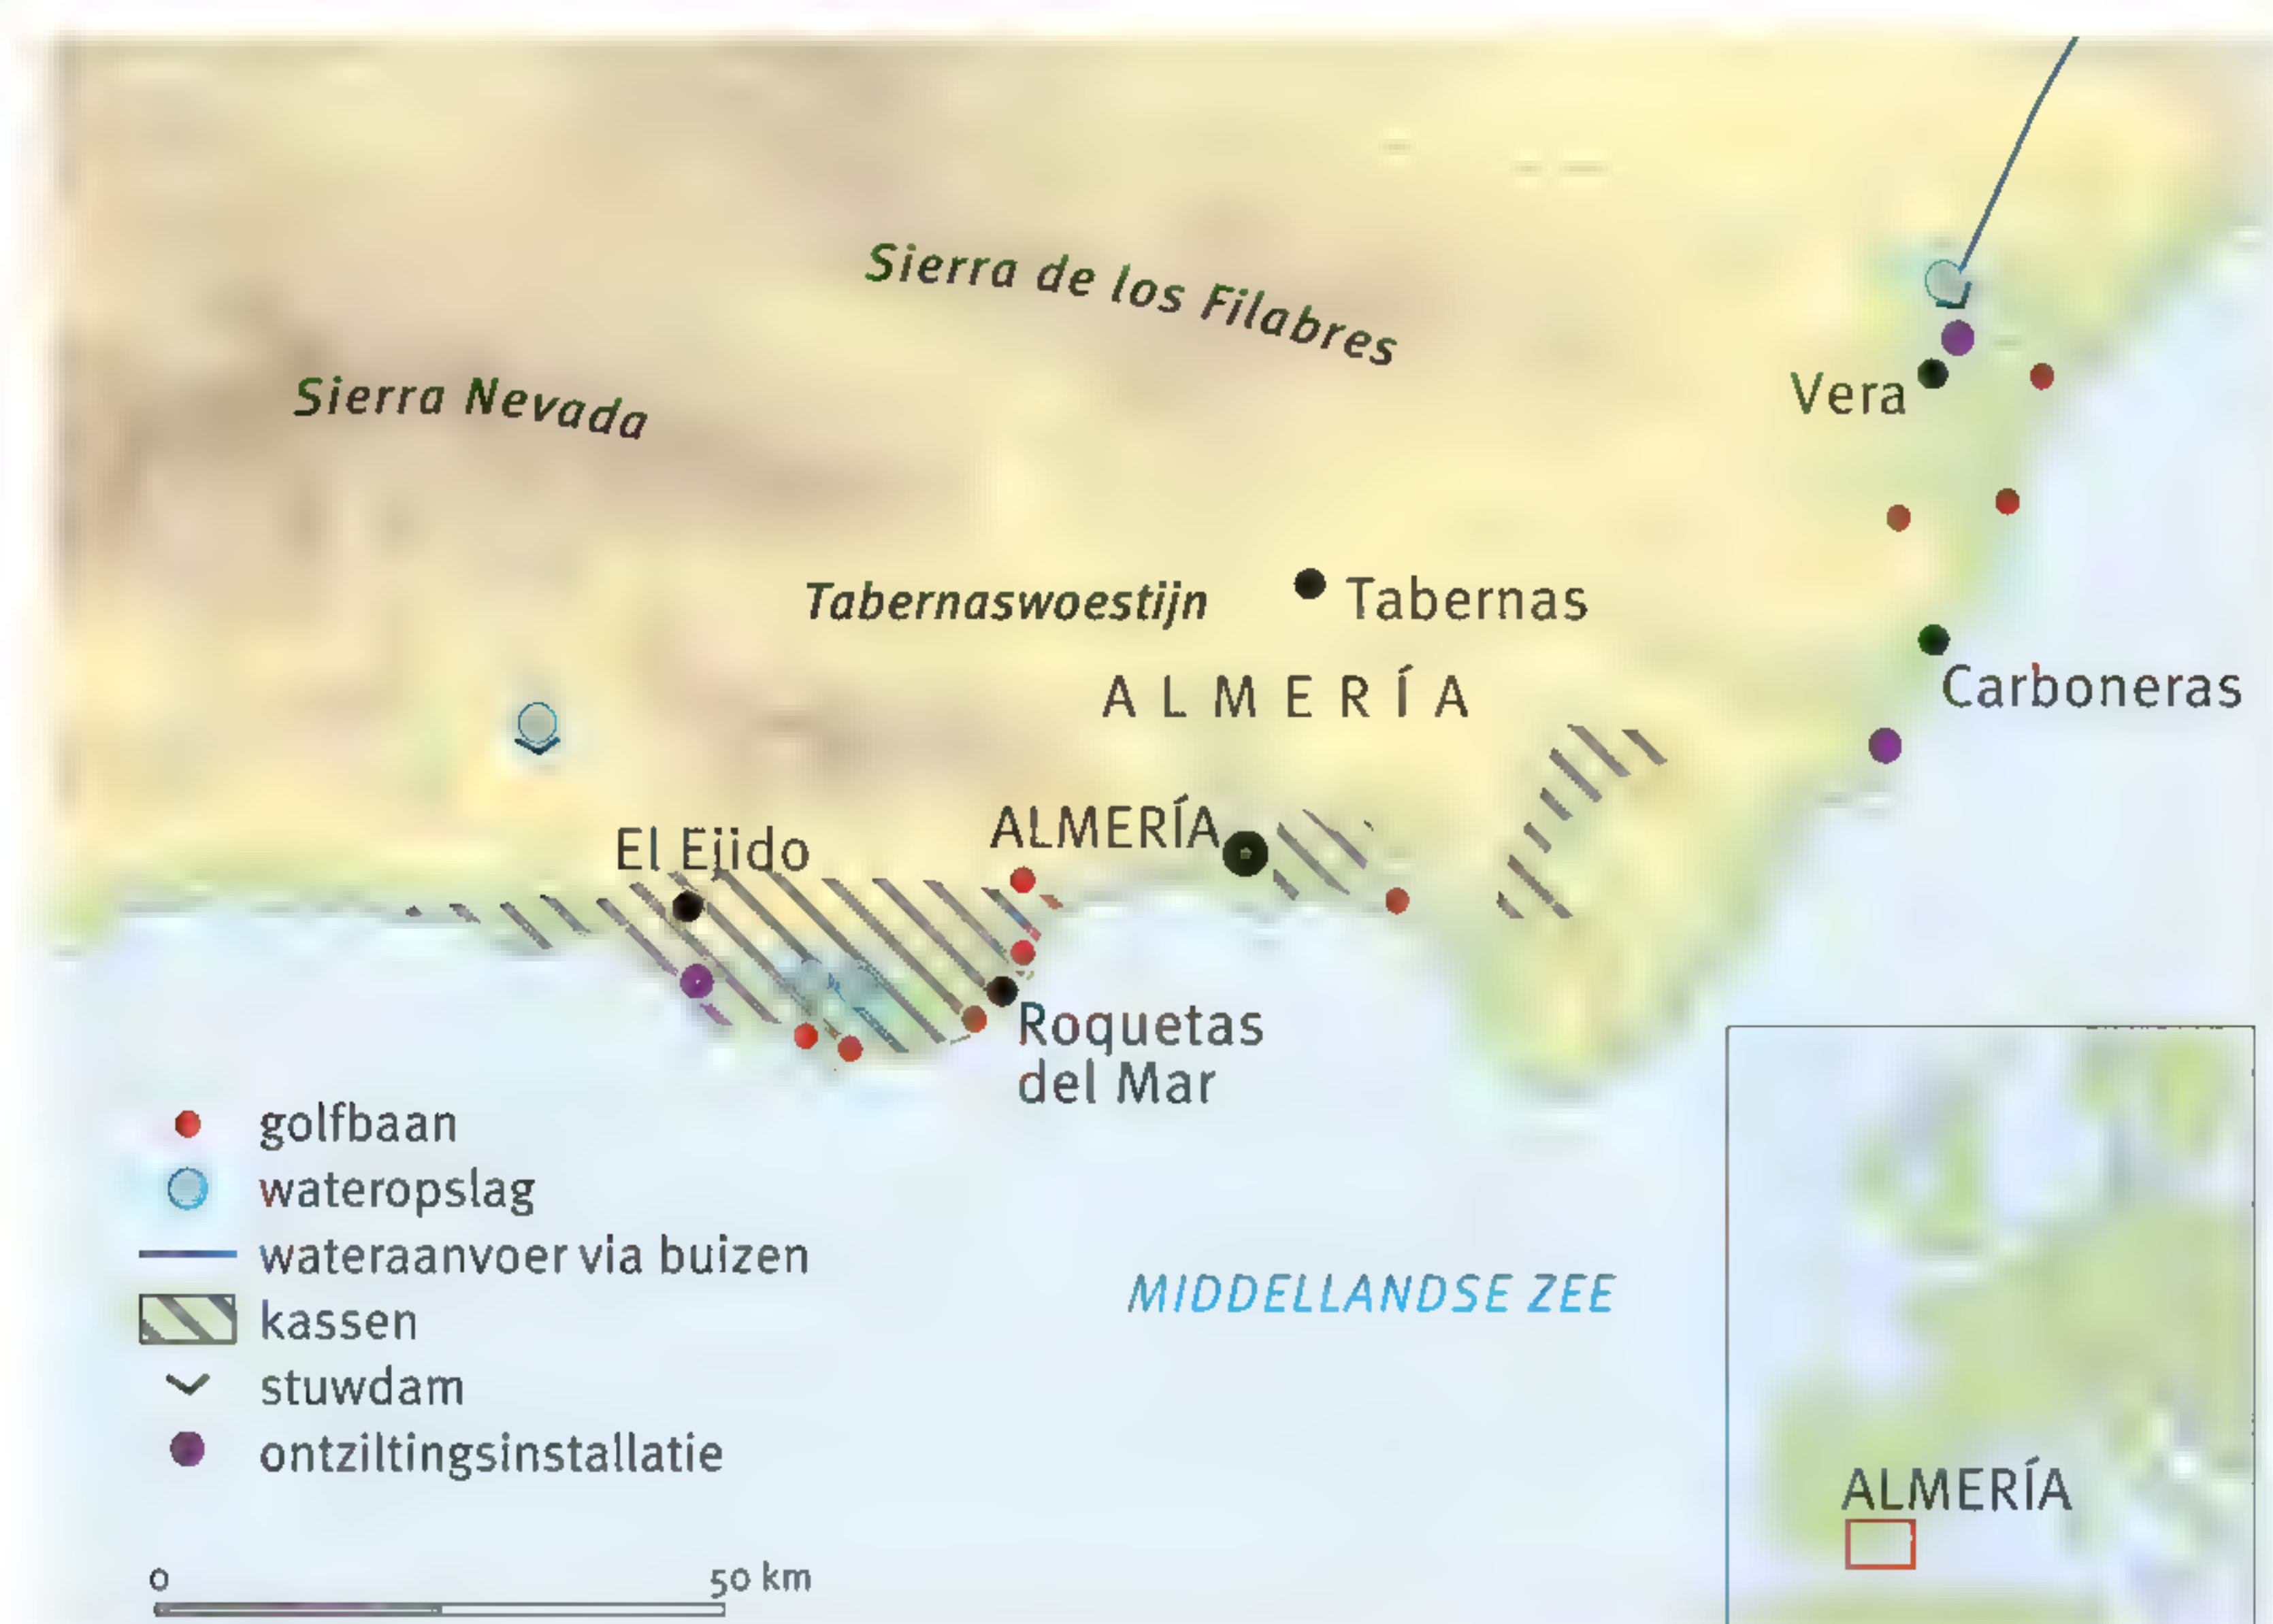 Sierra de los Filabres
Sierra Nevada
Vera
Tabernaswoestijn
Tabernas
ALMERÍA
Carboneras
ALMERÍA
El Ejido
Roquetas
del Mar
golfbaan
wateropslag
wateraanvoer via buizen
kassen
stuwdam
ontziltingsinstallatie
MIDDELLANDSE ZEE
ALMERÍA
0 50 km